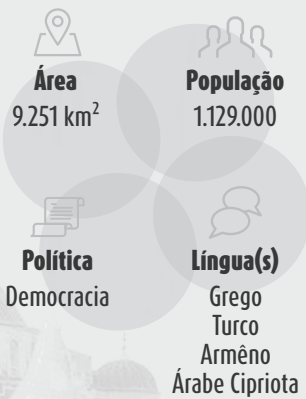 Área
9.251 km²
População
1.129.000
Política
Democracia
Língua(s)
Grego
Turco
Armêno
Árabe Cipriota